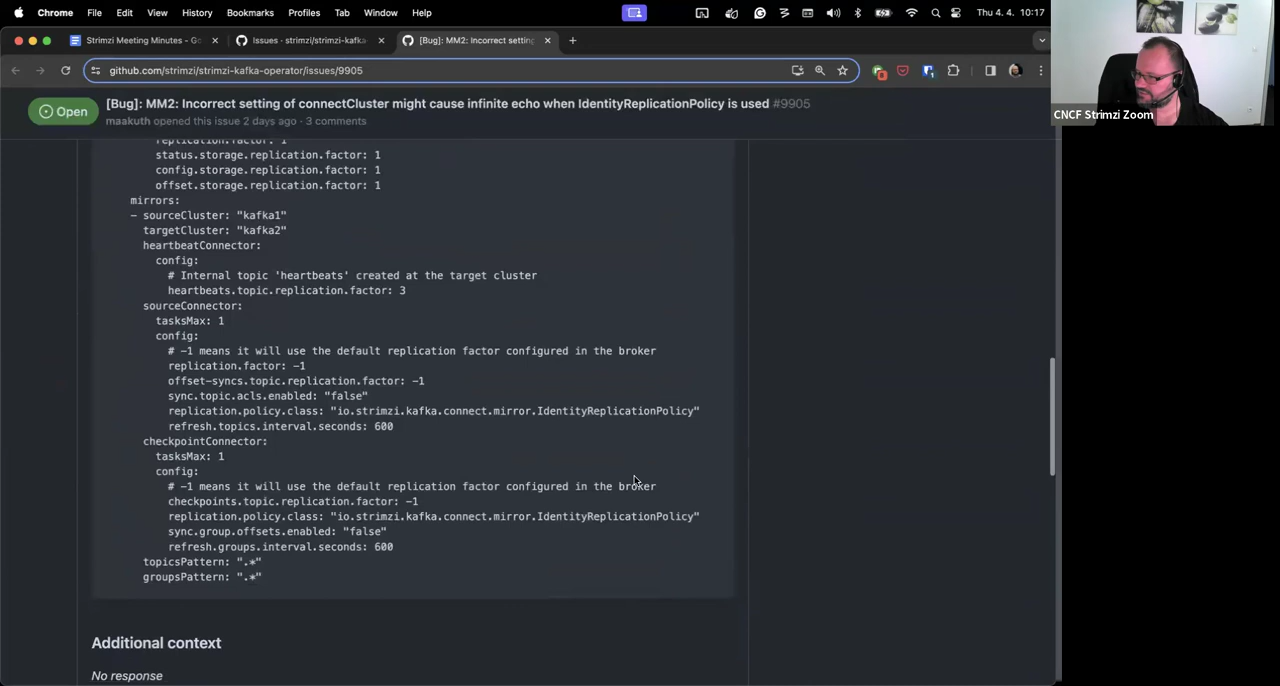 Chrome File Edit View History Bookmarks Profiles Tab Window Help Thu 4. 4. 10:17
Strimzi Meeting Minutes - Go
Issues · strimzi/strimzi-kafka-
[Bug]: MM2: Incorrect setting
github.com/strimzi/strimzi-kafka-operator/issues/9905
CNCF Strimzi Zoom
Open
[Bug]: MM2: Incorrect setting of connectCluster might cause infinite echo when IdentityReplicationPolicy is used #9905
maakuth opened this issue 2 days ago · 3 comments
replication.factor: 1
status.storage.replication.factor: 1
config.storage.replication.factor: 1
offset.storage.replication.factor: 1
mirrors:
- sourceCluster: "kafka1"
targetCluster: "kafka2"
heartbeatConnector:
config:
# Internal topic 'heartbeats' created at the target cluster
heartbeats.topic.replication.factor: 3
sourceConnector:
tasksMax: 1
config:
# -1 means it will use the default replication factor configured in the broker
replication.factor: -1
offset-syncs.topic.replication.factor: -1
sync.topic.acls.enabled: "false"
replication.policy.class: "io.strimzi.kafka.connect.mirror.IdentityReplicationPolicy"
refresh.topics.interval.seconds: 600
checkpointConnector:
tasksMax: 1
config:
# -1 means it will use the default replication factor configured in the broker
checkpoints.topic.replication.factor: -1
replication.policy.class: "io.strimzi.kafka.connect.mirror.IdentityReplicationPolicy"
sync.group.offsets.enabled: "false"
refresh.groups.interval.seconds: 600
topicsPattern: ".*"
groupsPattern: ".*"
Additional context
No response